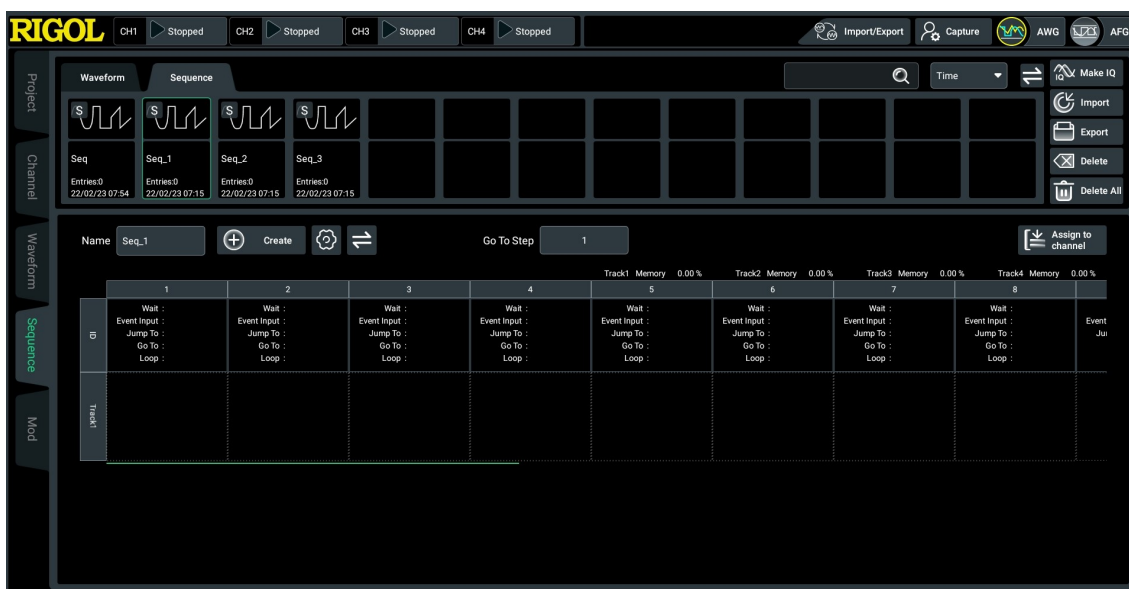 RIGOL CH1 Stopped CH2 Stopped CH3 Stopped CH4 Stopped Import/Export Capture AWG AFG
Project
Channel
Waveform
Sequence
Mod
Waveform Sequence Time
S S S S
Seq Seq_1 Seq_2 Seq_3
Entries:0 Entries:0 Entries:0 Entries:0
22/02/23 07:54 22/02/23 07:15 22/02/23 07:15 22/02/23 07:15
IQ Make IQ
Import
Export
Delete
Delete All
Name Seq_1 Create Go To Step 1 Assign to
channel
Track1 Memory 0.00 % Track2 Memory 0.00 % Track3 Memory 0.00 % Track4 Memory 0.00 %
1 2 3 4 5 6 7 8
ID
Wait : Wait : Wait : Wait : Wait : Wait : Wait : Wait :
Event Input : Event Input : Event Input : Event Input : Event Input : Event Input : Event Input : Event Input : Event
Jump To : Jump To : Jump To : Jump To : Jump To : Jump To : Jump To : Jump To : Ju
Go To : Go To : Go To : Go To : Go To : Go To : Go To : Go To :
Loop : Loop : Loop : Loop : Loop : Loop : Loop : Loop :
Track1